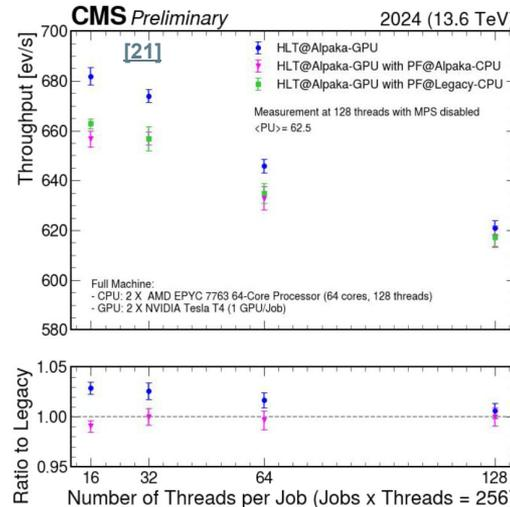 CMS Preliminary 2024 (13.6 TeV
[21]
HLT@Alpaka-GPU
HLT@Alpaka-GPU with PF@Alpaka-CPU
HLT@Alpaka-GPU with PF@Legacy-CPU
Measurement at 128 threads with MPS disabled
<PU>= 62.5
Throughput [ev/s]
700
680
660
640
620
600
580
Full Machine:
- CPU: 2 X AMD EPYC 7763 64-Core Processor (64 cores, 128 threads)
- GPU: 2 X NVIDIA Tesla T4 (1 GPU/Job)
Ratio to Legacy
1.05
1.00
0.95
16 32 64 128
Number of Threads per Job (Jobs x Threads = 256